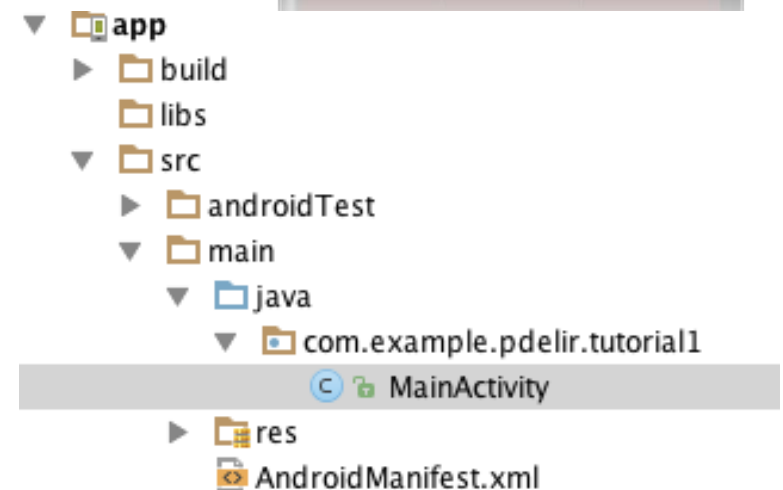 app
build
libs
src
androidTest
main
java
com.example.pdelir.tutorial1
C MainActivity
res
AndroidManifest.xml